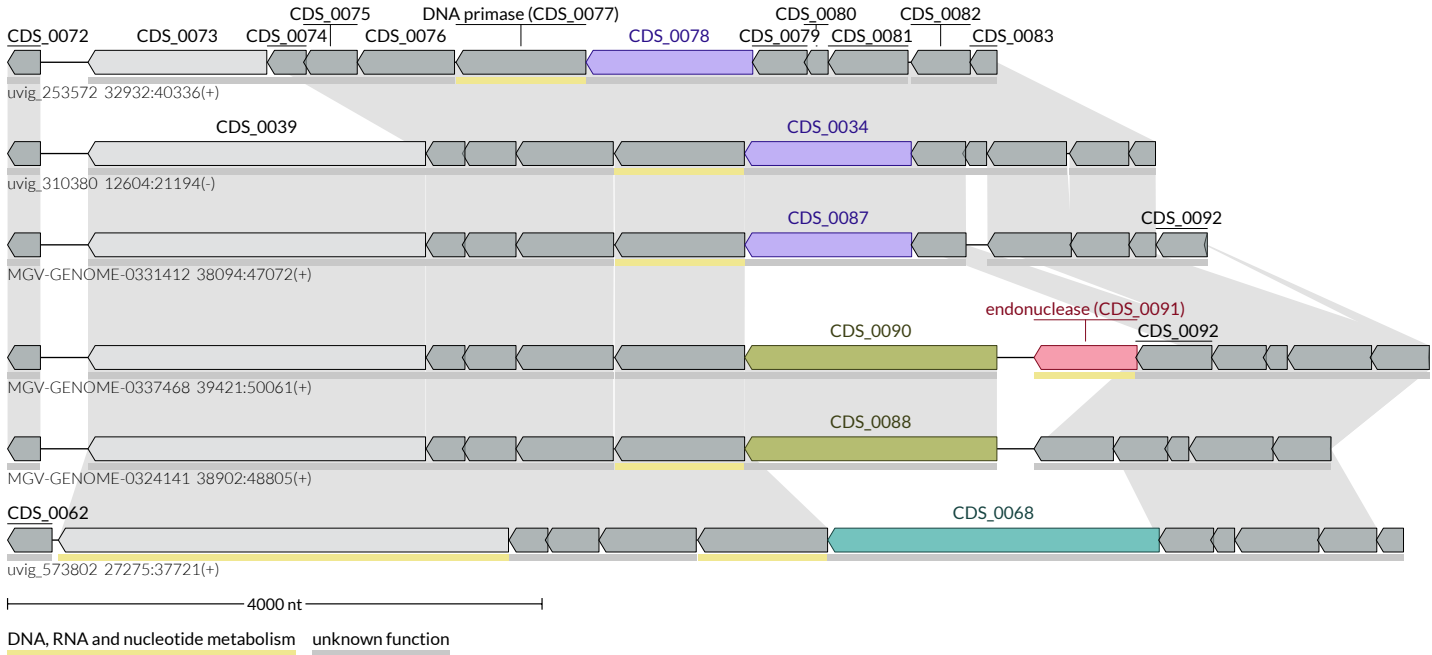 CDS_0075 DNA primase (CDS_0077) CDS_0080 CDS_0082
CDS_0072 CDS_0073 CDS_0074 CDS_0076 CDS_0078 CDS_0079 CDS_0081 CDS_0083
uvig_253572 32932:40336(+)
CDS_0039 CDS_0034
uvig_310380 12604:21194(-)
CDS_0087 CDS_0092
MGV-GENOME-0331412 38094:47072(+)
endonuclease (CDS_0091)
CDS_0090 CDS_0092
MGV-GENOME-0337468 39421:50061(+)
CDS_0088
MGV-GENOME-0324141 38902:48805(+)
CDS_0062 CDS_0068
uvig_573802 27275:37721(+)
4000 nt
DNA, RNA and nucleotide metabolism unknown function